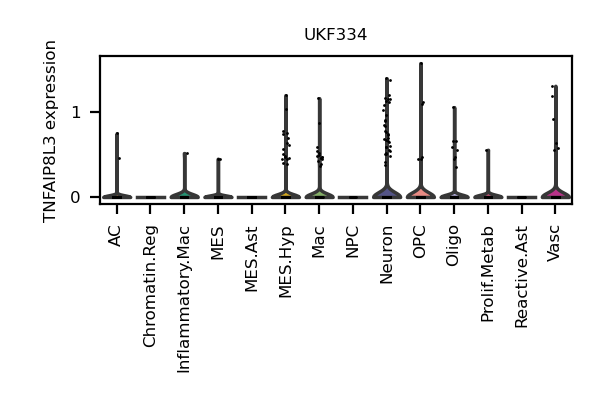 UKF334
TNFAIP8L3 expression
1
0
AC
Chromatin.Reg
Inflammatory.Mac
MES
MES.Ast
MES.Hyp
Mac
NPC
Neuron
OPC
Oligo
Prolif.Metab
Reactive.Ast
Vasc